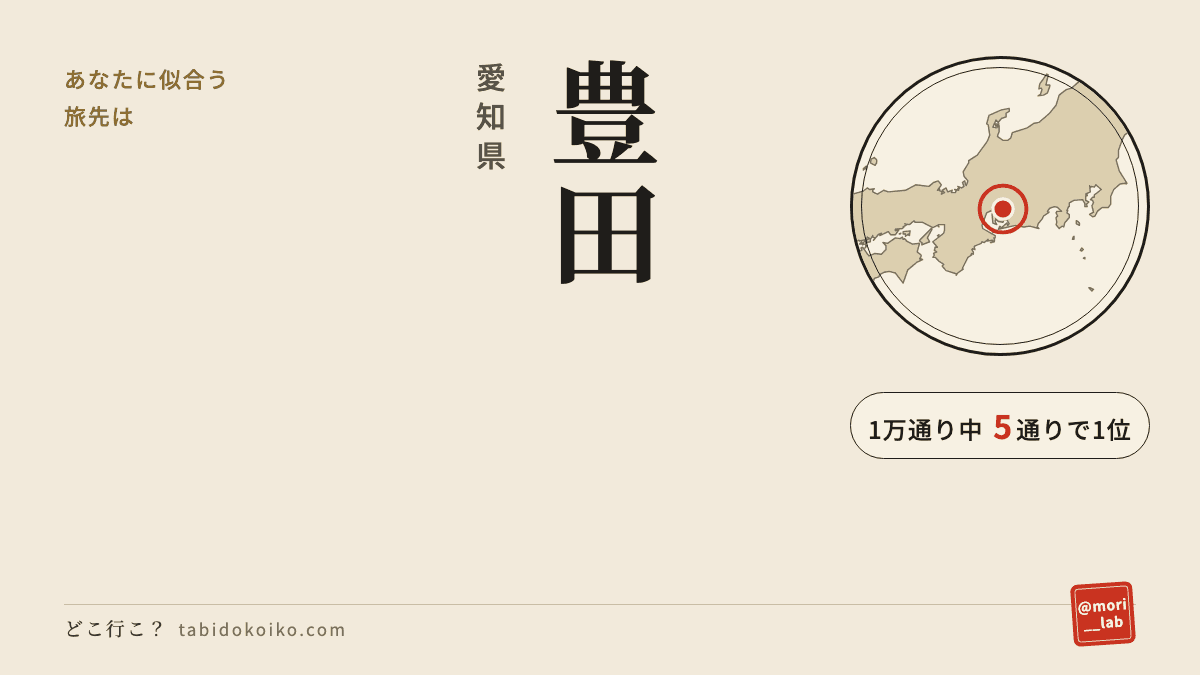 あなたに似合う
旅先は
豊田
愛知県
1万通り中 5通りで1位
どこ行こ？ tabidokoiko.com
@mori
__lab